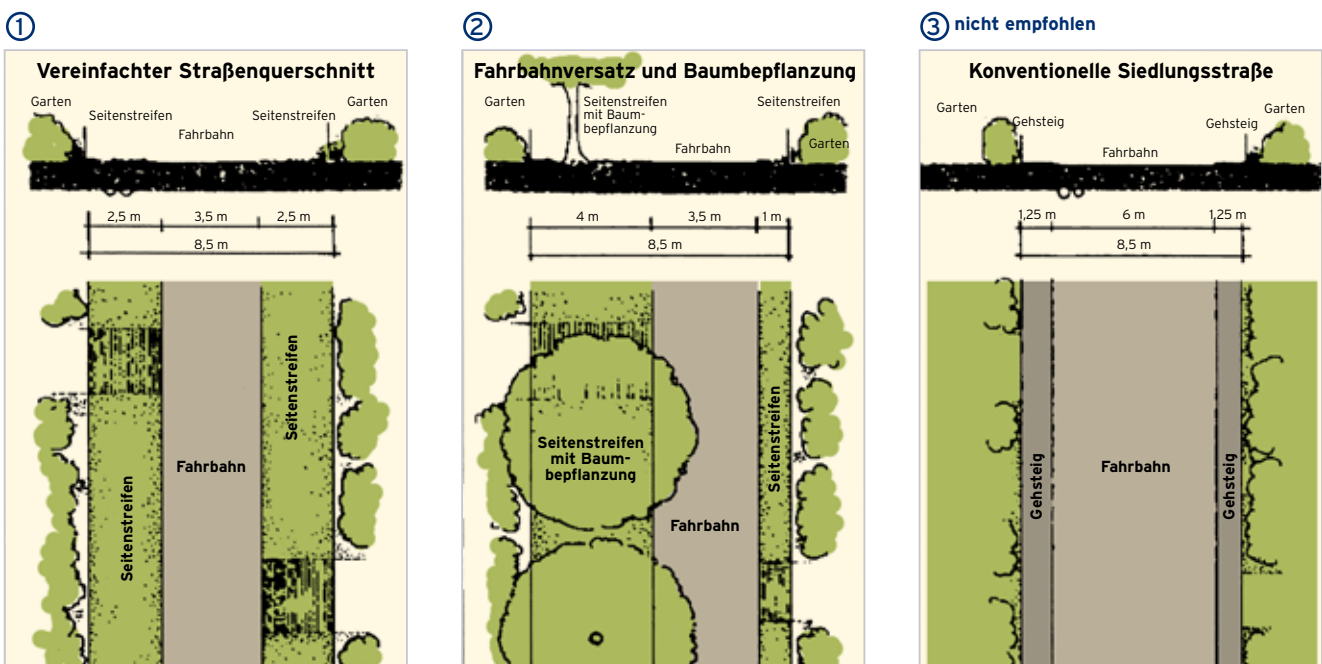 ①
Vereinfachter Straßenquerschnitt
Garten
Seitenstreifen
Fahrbahn
Seitenstreifen
Garten
2,5 m
3,5 m
2,5 m
8,5 m
Seitenstreifen
Fahrbahn
Seitenstreifen
②
Fahrbahnversatz und Baumbepflanzung
Garten
Seitenstreifen
mit Baum-
bepflanzung
Fahrbahn
Seitenstreifen
Garten
4 m
3,5 m
1 m
8,5 m
Seitenstreifen
mit Baum-
bepflanzung
Fahrbahn
Seitenstreifen
③ nicht empfohlen
Konventionelle Siedlungsstraße
Garten
Gehsteig
Fahrbahn
Gehsteig
Garten
1,25 m
6 m
1,25 m
8,5 m
Gehsteig
Fahrbahn
Gehsteig